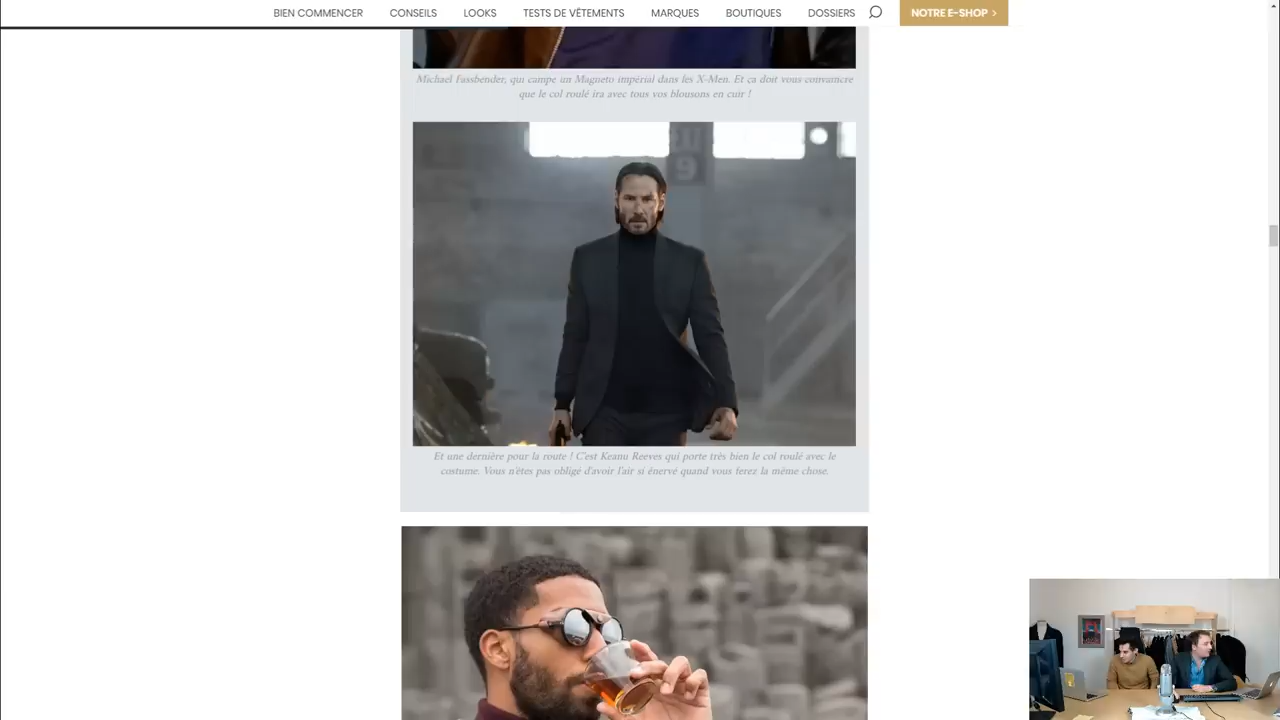 BIEN COMMENCER CONSEILS LOOKS TESTS DE VÊTEMENTS MARQUES BOUTIQUES DOSSIERS NOTRE E-SHOP >
Michael Fassbender, qui campe un Magneto impérial dans les X-Men. Et ça doit vous convaincre
que le col roulé ira avec tous vos blousons en cuir !
9
Et une dernière pour la route ! C'est Keanu Reeves qui porte très bien le col roulé avec le
costume. Vous n'êtes pas obligé d'avoir l'air si énervé quand vous ferez la même chose.